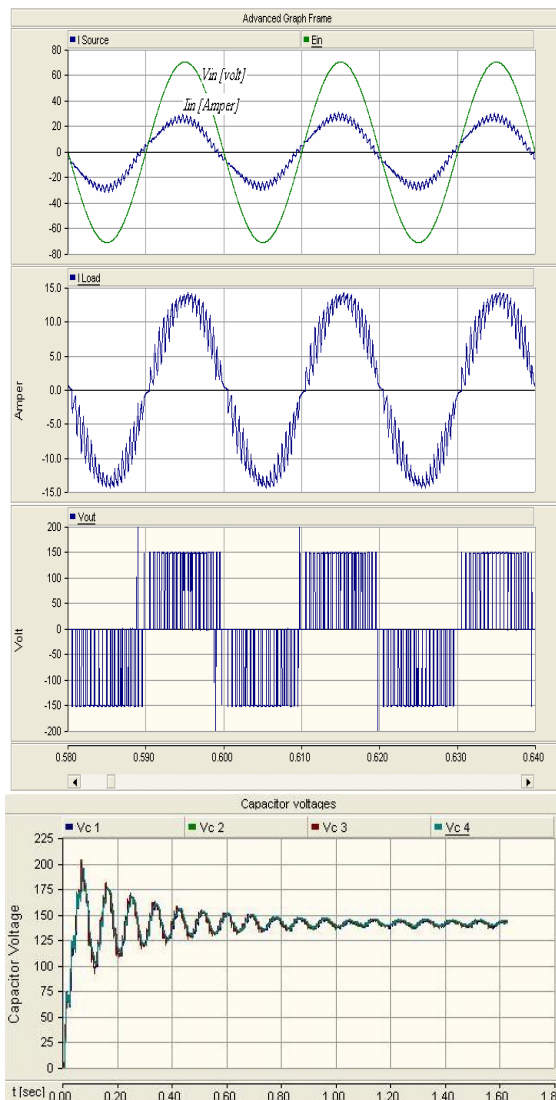 Advanced Graph Frame
I Source Ein
80
60
40
20
0
-20
-40
-60
-80
Vin [volt]
Iin [Amper]
I Load
15.0
10.0
5.0
0.0
-5.0
-10.0
-15.0
Amper
Vout
200
150
100
50
0
-50
-100
-150
-200
Volt
0.580 0.590 0.600 0.610 0.620 0.630 0.640
Capacitor voltages
Vc 1 Vc 2 Vc 3 Vc 4
225
200
175
150
125
100
75
50
25
0
Capacitor Voltage
t [sec] 0.00 0.20 0.40 0.60 0.80 1.00 1.20 1.40 1.60 1.8